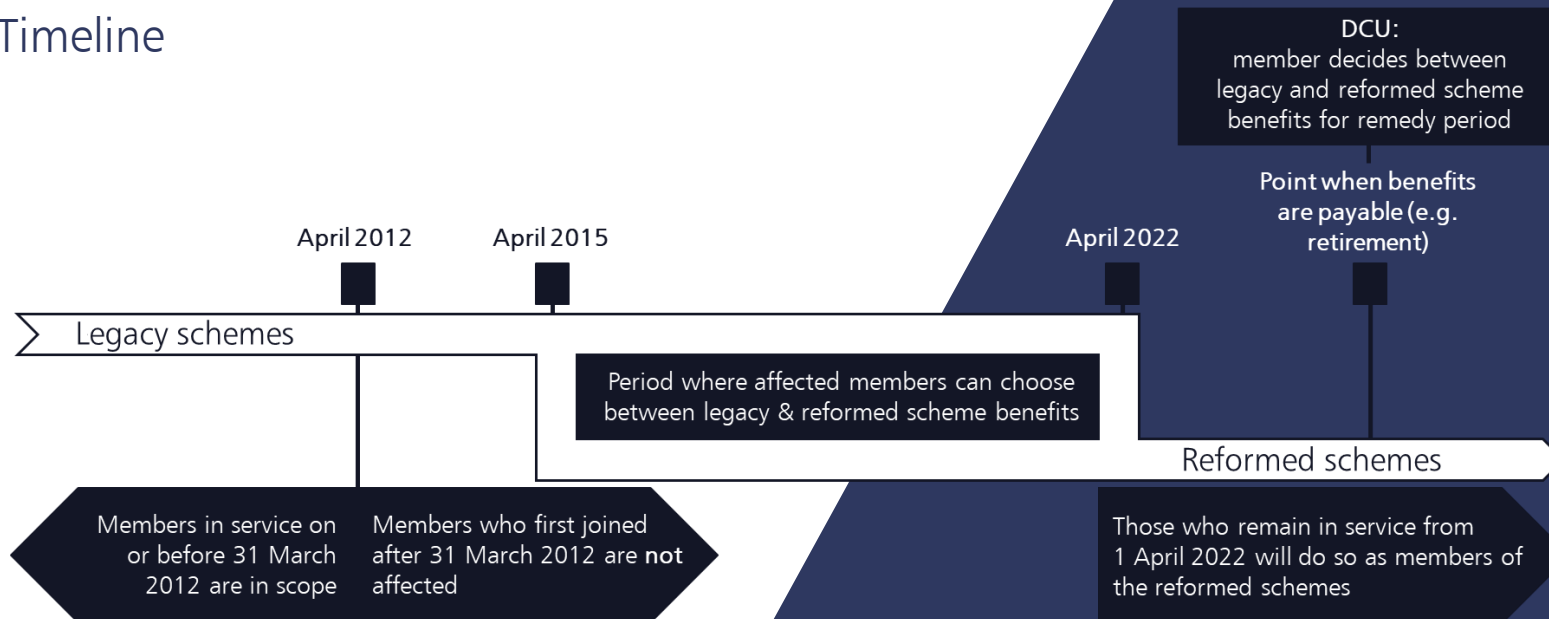 Timeline
DCU:
member decides between
legacy and reformed scheme
benefits for remedy period
Point when benefits
are payable (e.g.
retirement)
April 2012
April 2015
April 2022
Legacy schemes
Period where affected members can choose
between legacy & reformed scheme benefits
Reformed schemes
Members in service on
or before 31 March
2012 are in scope
Members who first joined
after 31 March 2012 are not
affected
Those who remain in service from
1 April 2022 will do so as members of
the reformed schemes